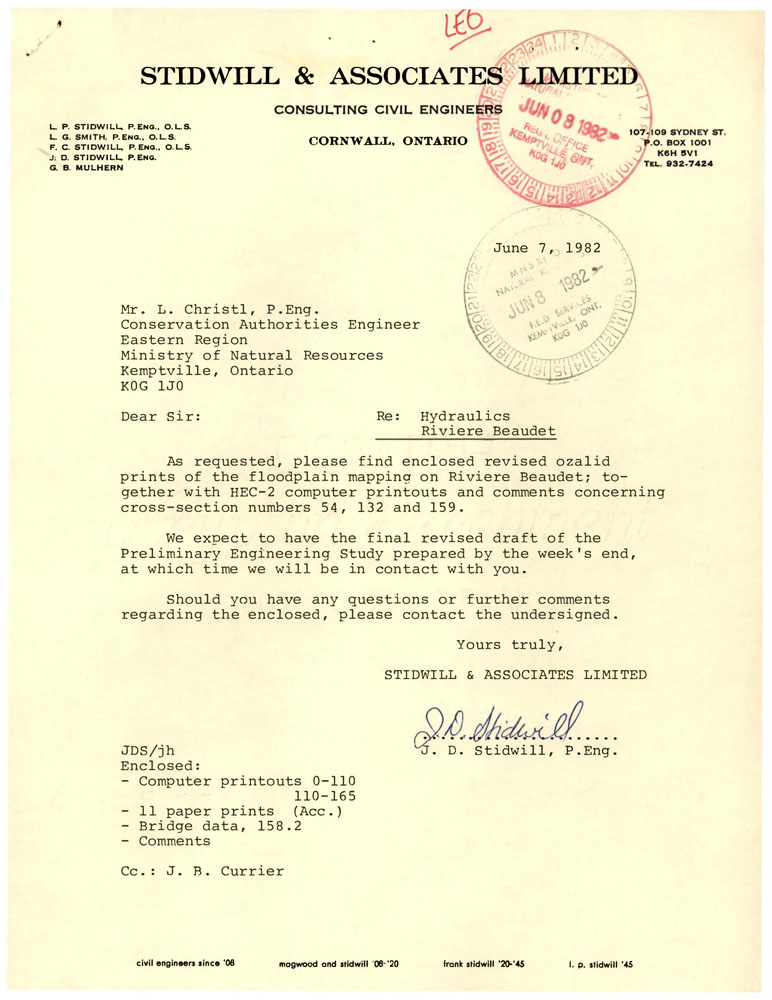 LEO
STIDWILL & ASSOCIATES LIMITED
CONSULTING CIVIL ENGINEERS
CORNWALL, ONTARIO
L. P. STIDWILL, P.ENG., O.L.S.
L. G. SMITH, P.ENG., O.L.S.
F. C. STIDWILL, P.ENG., O.L.S.
J. D. STIDWILL, P.ENG.
G. B. MULHERN
107-109 SYDNEY ST.
P.O. BOX 1001
K6H 5V1
TEL. 932-7424
JUN 08 1982
REG'L OFFICE
KEMPTVILLE, ONT.
K0G 1J0
June 7, 1982
JUN 8 1982
KEMPTVILLE, ONT.
K0G 1J0
Mr. L. Christl, P.Eng.
Conservation Authorities Engineer
Eastern Region
Ministry of Natural Resources
Kemptville, Ontario
K0G 1J0
Dear Sir: Re: Hydraulics
Riviere Beaudet
As requested, please find enclosed revised ozalid
prints of the floodplain mapping on Riviere Beaudet; to-
gether with HEC-2 computer printouts and comments concerning
cross-section numbers 54, 132 and 159.
We expect to have the final revised draft of the
Preliminary Engineering Study prepared by the week's end,
at which time we will be in contact with you.
Should you have any questions or further comments
regarding the enclosed, please contact the undersigned.
Yours truly,
STIDWILL & ASSOCIATES LIMITED
J.D. Stidwill
J. D. Stidwill, P.Eng.
JDS/jh
Enclosed:
- Computer printouts 0-110
110-165
- 11 paper prints (Acc.)
- Bridge data, 158.2
- Comments
Cc.: J. B. Currier
civil engineers since '08 magwood and stidwill '08-'20 frank stidwill '20-'45 l. p. stidwill '45